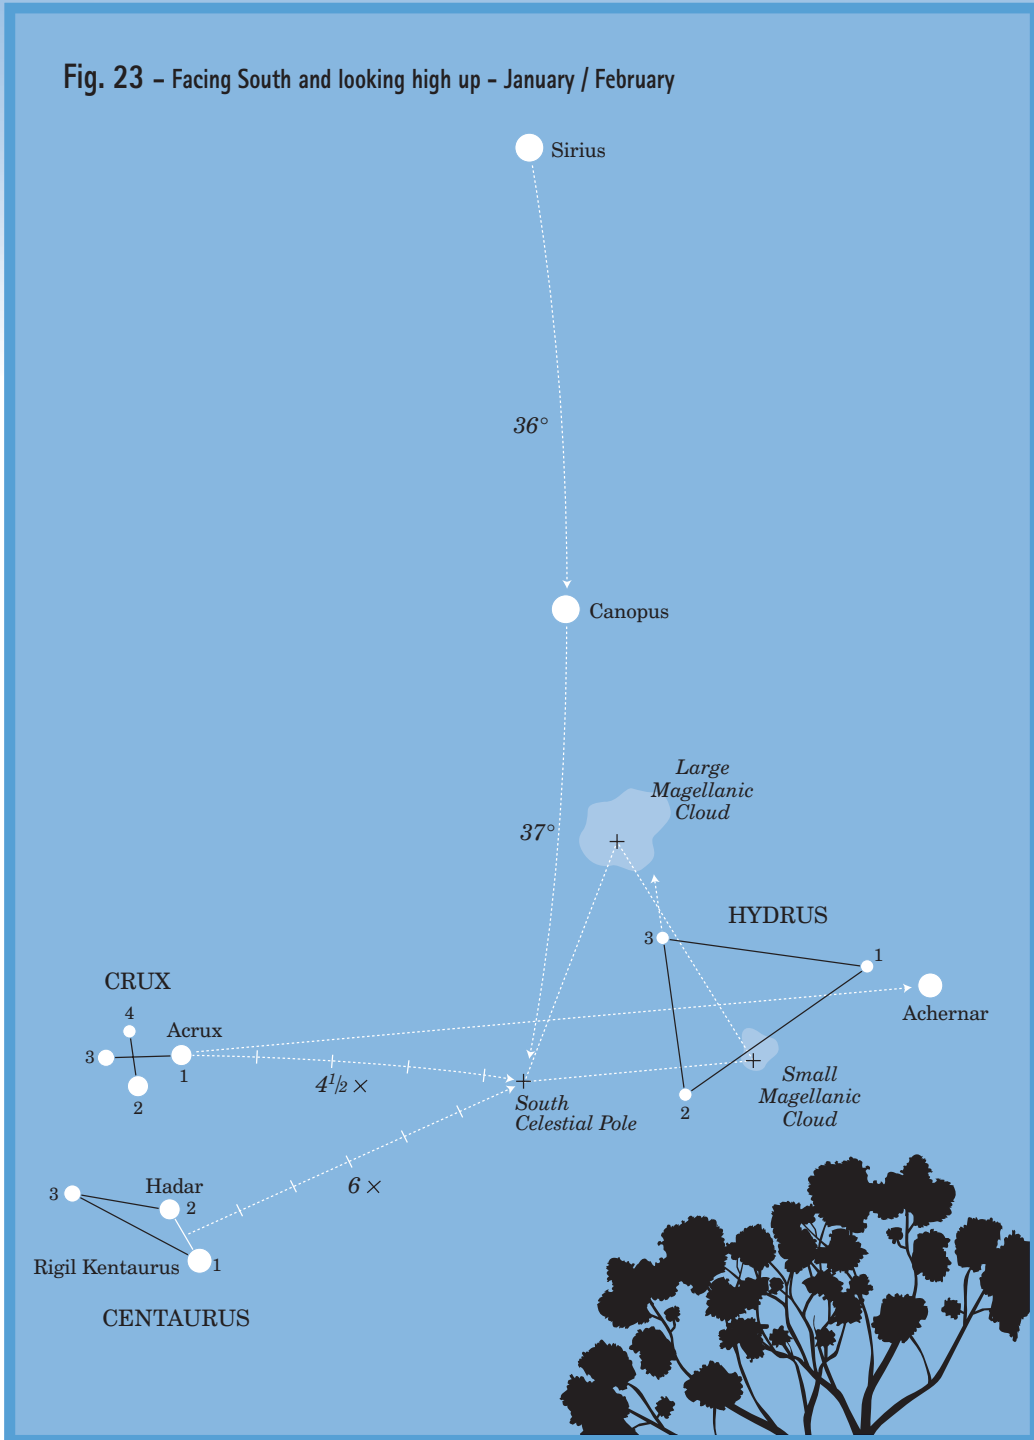 Fig. 23 – Facing South and looking high up – January / February
Sirius
36°
Canopus
Large
Magellanic
Cloud
37°
HYDRUS
3
1
CRUX
4
Acrux
Achernar
3
1
4 1/2 ×
2
South
Celestial Pole
2
Small
Magellanic
Cloud
3
Hadar
2
6 ×
Rigil Kentaurus
1
CENTAURUS